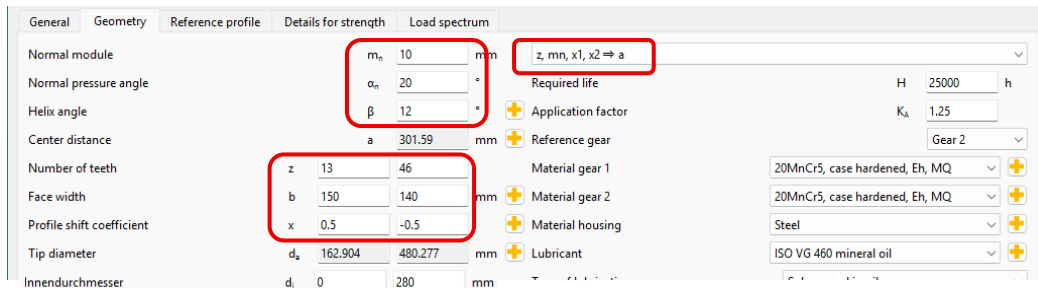 General Geometry Reference profile Details for strength Load spectrum
Normal module mₙ 10 mm z, mn, x1, x2⇒ a
Normal pressure angle αₙ 20 ° Required life H 25000 h
Helix angle β 12 ° Application factor K_A 1.25
Center distance a 301.59 mm Reference gear Gear 2
Number of teeth z 13 46 Material gear 1 20MnCr5, case hardened, Eh, MQ
Face width b 150 140 mm Material gear 2 20MnCr5, case hardened, Eh, MQ
Profile shift coefficient x 0.5 -0.5 Material housing Steel
Tip diameter dₐ 162.904 480.277 mm Lubricant ISO VG 460 mineral oil
Innendurchmesser dᵢ 0 280 mm